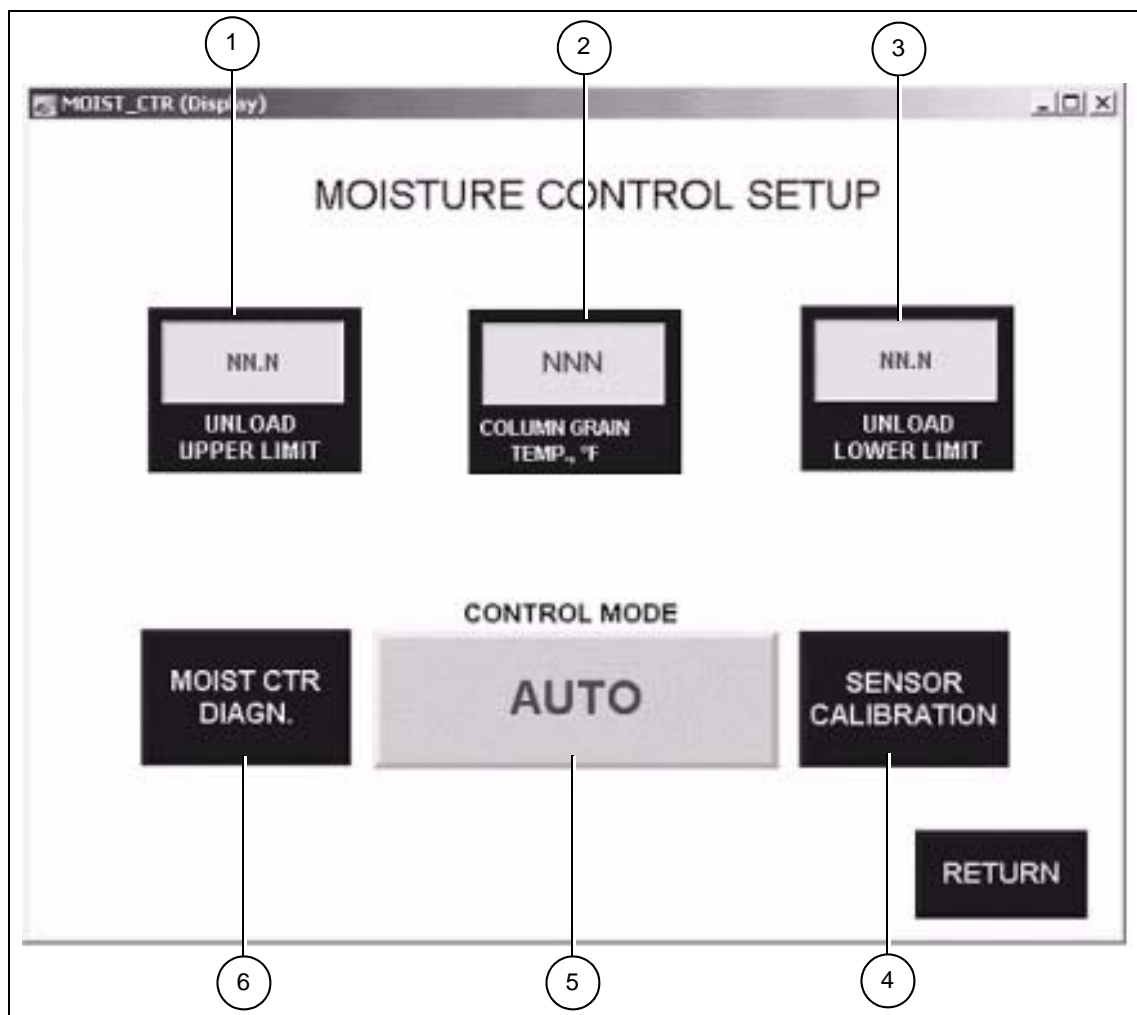 1 2 3
MOIST_CTR (Display)
MOISTURE CONTROL SETUP
NN.N
UNLOAD
UPPER LIMIT
NNN
COLUMN GRAIN
TEMP., °F
NN.N
UNLOAD
LOWER LIMIT
CONTROL MODE
MOIST CTR
DIAGN.
AUTO
SENSOR
CALIBRATION
RETURN
6 5 4